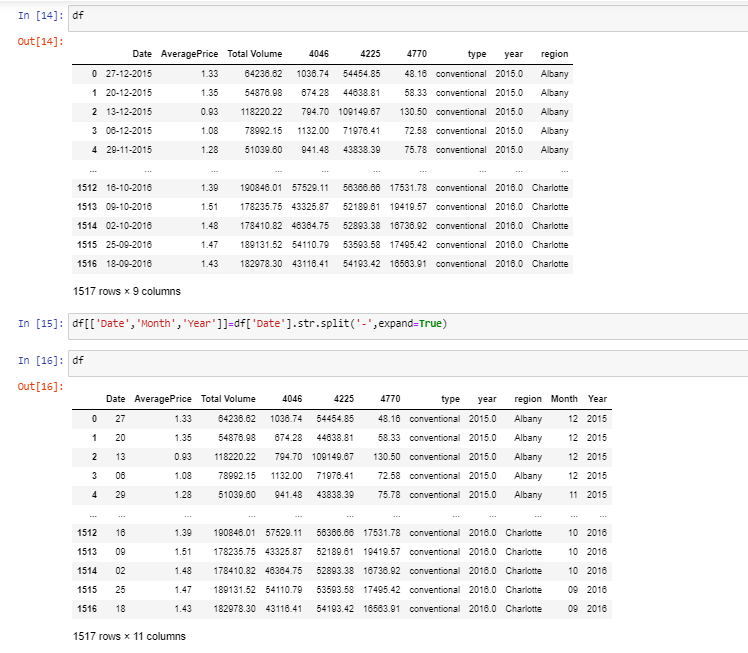 In [14]: df
Out[14]:
Date AveragePrice Total Volume 4046 4225 4770 type year region
0 27-12-2015 1.33 64236.62 1036.74 54454.85 48.16 conventional 2015.0 Albany
1 20-12-2015 1.35 54876.98 674.28 44638.81 58.33 conventional 2015.0 Albany
2 13-12-2015 0.93 118220.22 794.70 109149.67 130.50 conventional 2015.0 Albany
3 06-12-2015 1.08 78992.15 1132.00 71976.41 72.58 conventional 2015.0 Albany
4 29-11-2015 1.28 51039.60 941.48 43838.39 75.78 conventional 2015.0 Albany
... ... ... ... ... ... ... ... ... ...
1512 16-10-2016 1.39 190846.01 57529.11 56366.66 17531.78 conventional 2016.0 Charlotte
1513 09-10-2016 1.51 178235.75 43325.87 52189.61 19419.57 conventional 2016.0 Charlotte
1514 02-10-2016 1.48 178410.82 46364.75 52893.38 16736.92 conventional 2016.0 Charlotte
1515 25-09-2016 1.47 189131.52 54110.79 53593.58 17495.42 conventional 2016.0 Charlotte
1516 18-09-2016 1.43 182978.30 43116.41 54193.42 16563.91 conventional 2016.0 Charlotte
1517 rows × 9 columns
In [15]: df[['Date','Month','Year']]=df['Date'].str.split('-',expand=True)
In [16]: df
Out[16]:
Date AveragePrice Total Volume 4046 4225 4770 type year region Month Year
0 27 1.33 64236.62 1036.74 54454.85 48.16 conventional 2015.0 Albany 12 2015
1 20 1.35 54876.98 674.28 44638.81 58.33 conventional 2015.0 Albany 12 2015
2 13 0.93 118220.22 794.70 109149.67 130.50 conventional 2015.0 Albany 12 2015
3 06 1.08 78992.15 1132.00 71976.41 72.58 conventional 2015.0 Albany 12 2015
4 29 1.28 51039.60 941.48 43838.39 75.78 conventional 2015.0 Albany 11 2015
... ... ... ... ... ... ... ... ... ... ... ...
1512 16 1.39 190846.01 57529.11 56366.66 17531.78 conventional 2016.0 Charlotte 10 2016
1513 09 1.51 178235.75 43325.87 52189.61 19419.57 conventional 2016.0 Charlotte 10 2016
1514 02 1.48 178410.82 46364.75 52893.38 16736.92 conventional 2016.0 Charlotte 10 2016
1515 25 1.47 189131.52 54110.79 53593.58 17495.42 conventional 2016.0 Charlotte 09 2016
1516 18 1.43 182978.30 43116.41 54193.42 16563.91 conventional 2016.0 Charlotte 09 2016
1517 rows × 11 columns